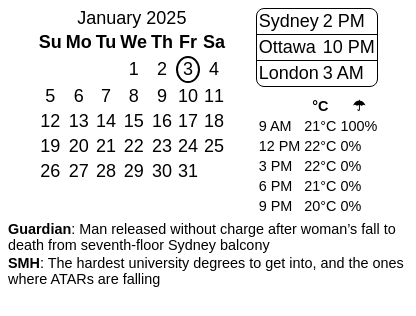 January 2025
Su Mo Tu We Th Fr Sa
1 2 3 4
5 6 7 8 9 10 11
12 13 14 15 16 17 18
19 20 21 22 23 24 25
26 27 28 29 30 31
Sydney 2 PM
Ottawa 10 PM
London 3 AM
°C ☂
9 AM 21°C 100%
12 PM 22°C 0%
3 PM 22°C 0%
6 PM 21°C 0%
9 PM 20°C 0%
Guardian: Man released without charge after woman's fall to
death from seventh-floor Sydney balcony
SMH: The hardest university degrees to get into, and the ones
where ATARs are falling